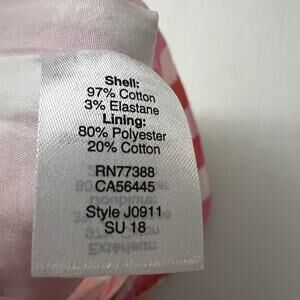 Shell:
97% Cotton
3% Elastane
Lining:
80% Polyester
20% Cotton
RN77388
CA56445
Style J0911
SU 18